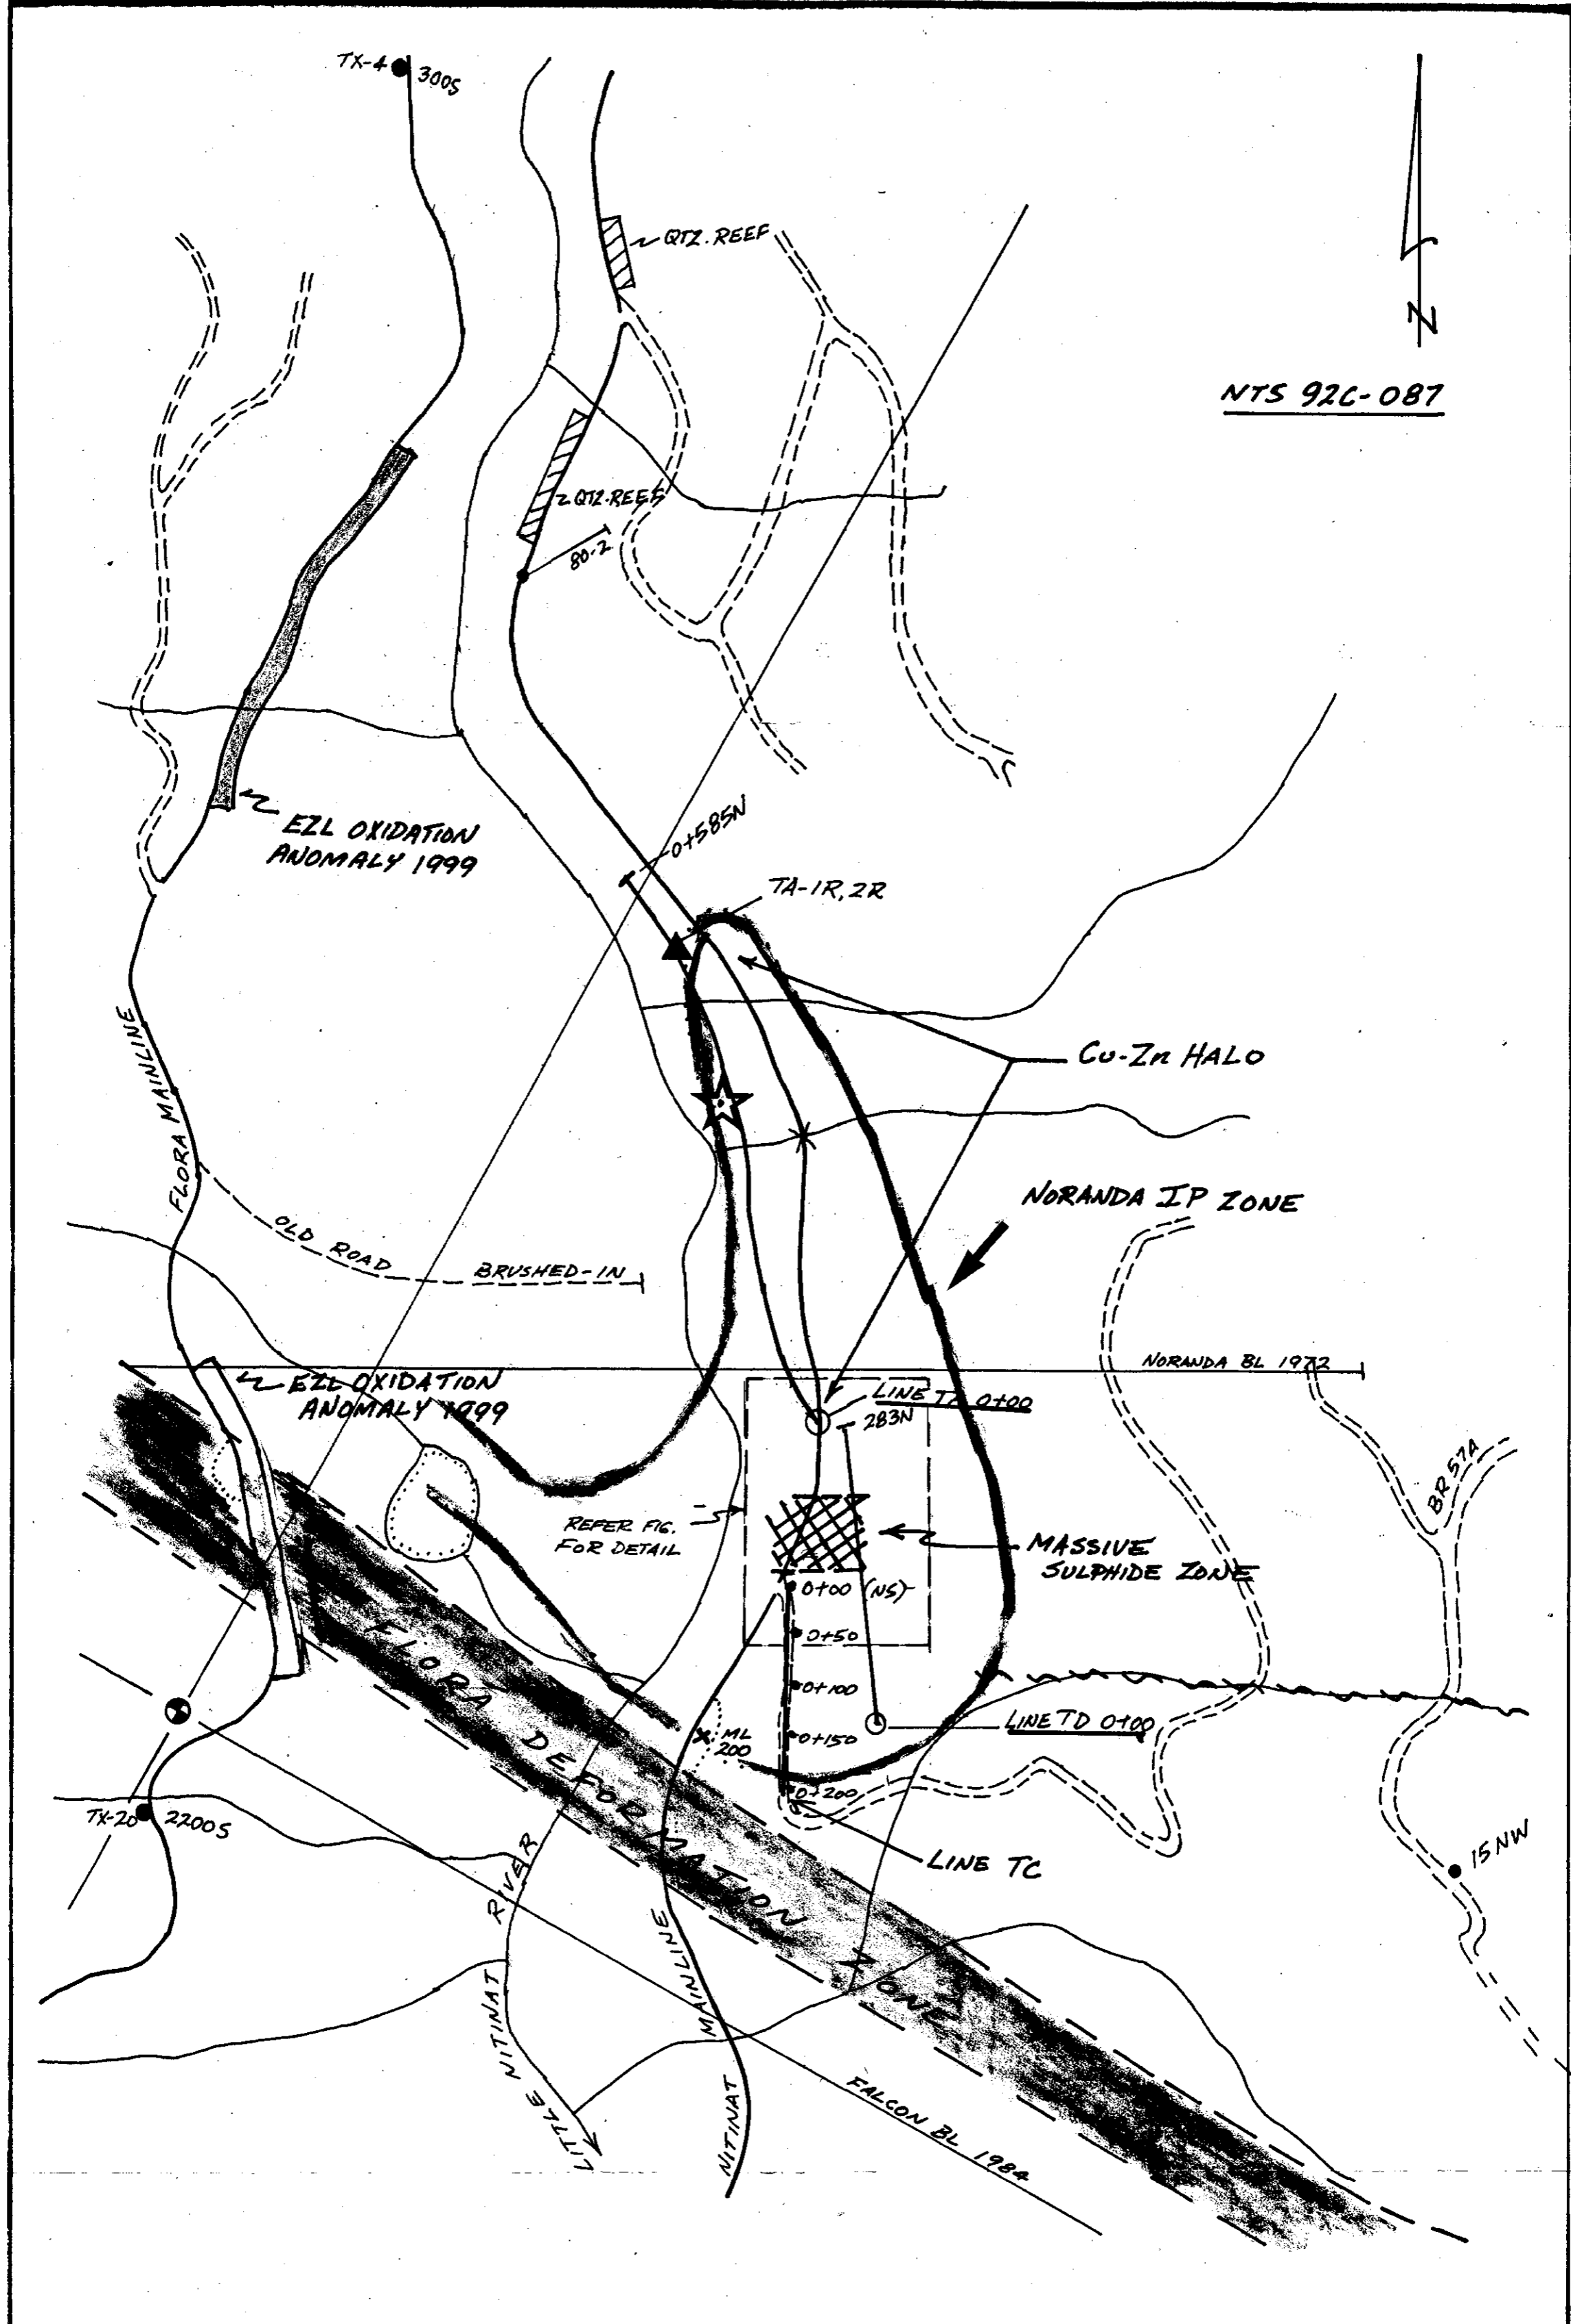 TX-4
300S
QTZ. REEF
N
NTS 92C-087
QTZ. REEF
80-2
EZL OXIDATION
ANOMALY 1999
0+585N
TA-1R, 2R
FLORA MAINLINE
Cu-Zn HALO
NORANDA IP ZONE
OLD ROAD
BRUSHED-IN
NORANDA BL 1972
EZL OXIDATION
ANOMALY 1999
LINE 0+00
283N
BR 57A
REFER FIG.
FOR DETAIL
MASSIVE
SULPHIDE ZONE
0+00 (NS)
0+50
0+100
LINE TD 0+00
ML
200
0+150
0+200
FLORA DEFORMATION ZONE
TX-20
2200S
LINE TC
15NW
LITTLE NITINAT RIVER
NITINAT MAINLINE
FALCON BL 1984